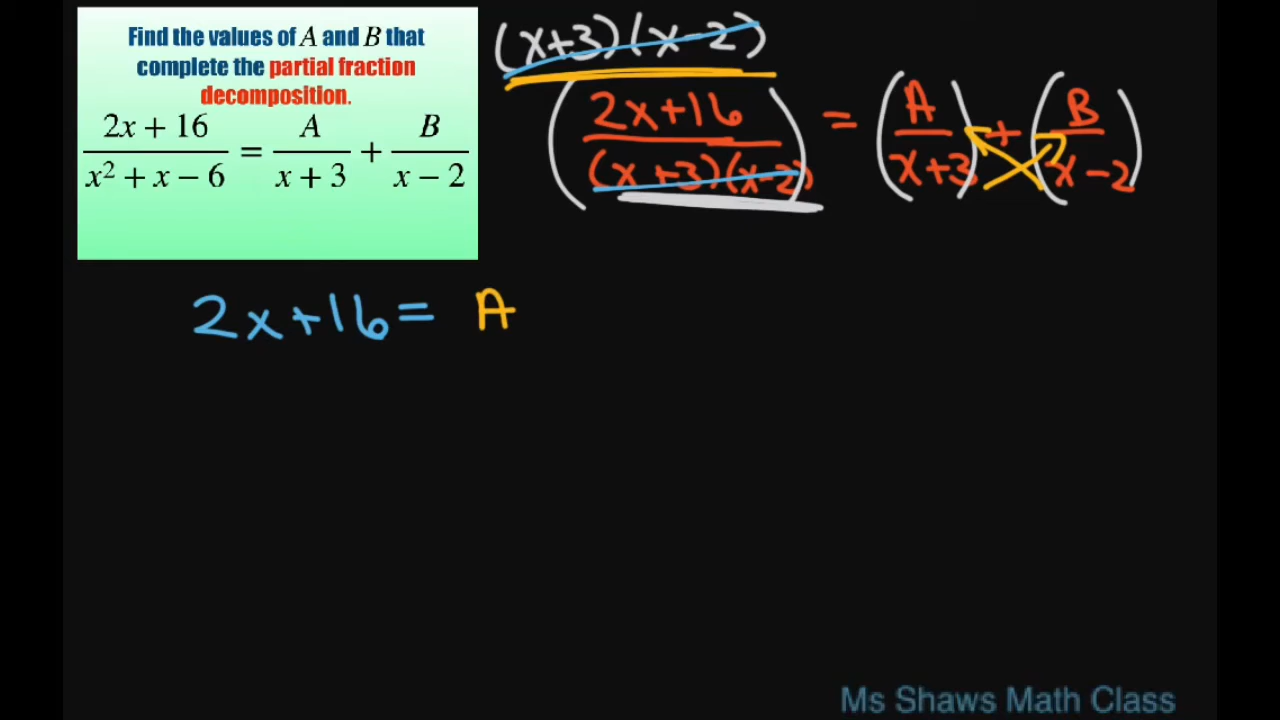 Find the values of A and B that
complete the partial fraction
decomposition.
2x + 16 / x² + x − 6 = A / x + 3 + B / x − 2
(x+3)(x-2)
(2x+16 / (x+3)(x-2)) = (A / x+3) + (B / x-2)
2x+16= A
Ms Shaws Math Class